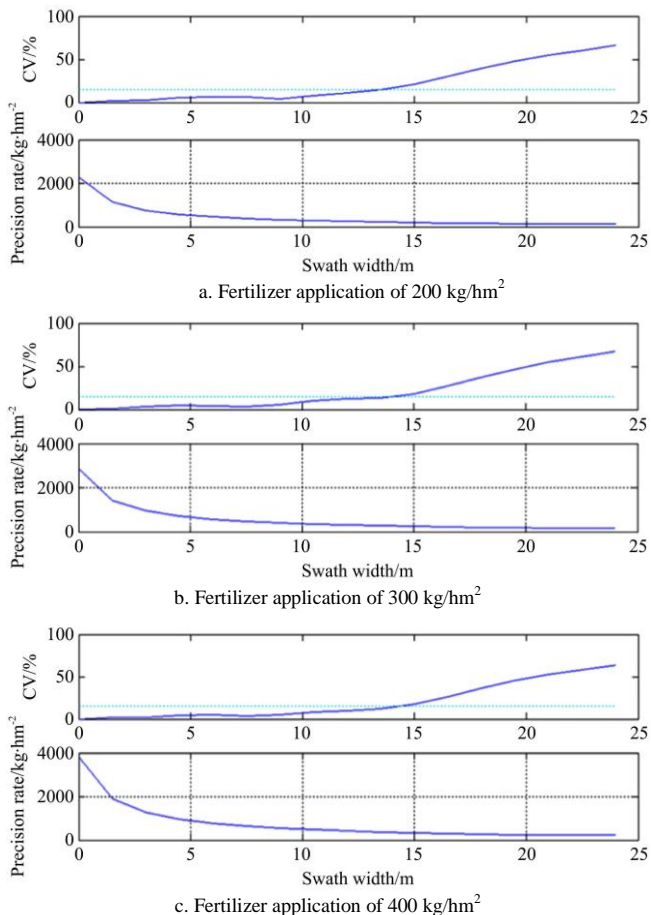 100
50
0
CV/%
0 5 10 15 20 25
4000
2000
0
Precision rate/kg·hm⁻²
0 5 10 15 20 25
Swath width/m
a. Fertilizer application of 200 kg/hm²
100
50
0
CV/%
0 5 10 15 20 25
4000
2000
0
Precision rate/kg·hm⁻²
0 5 10 15 20 25
Swath width/m
b. Fertilizer application of 300 kg/hm²
100
50
0
CV/%
0 5 10 15 20 25
4000
2000
0
Precision rate/kg·hm⁻²
0 5 10 15 20 25
Swath width/m
c. Fertilizer application of 400 kg/hm²